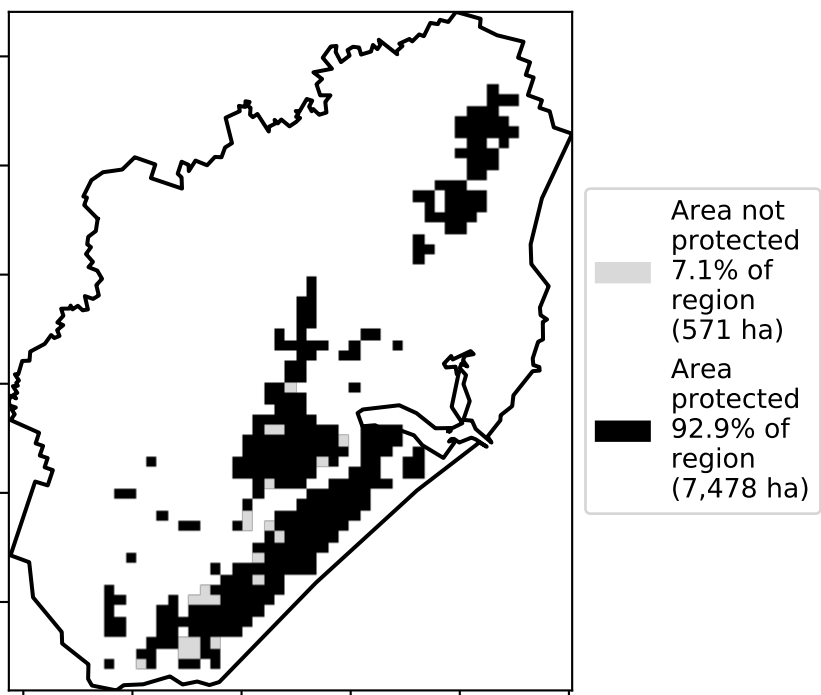 Area not
protected
7.1% of
region
(571 ha)
Area
protected
92.9% of
region
(7,478 ha)